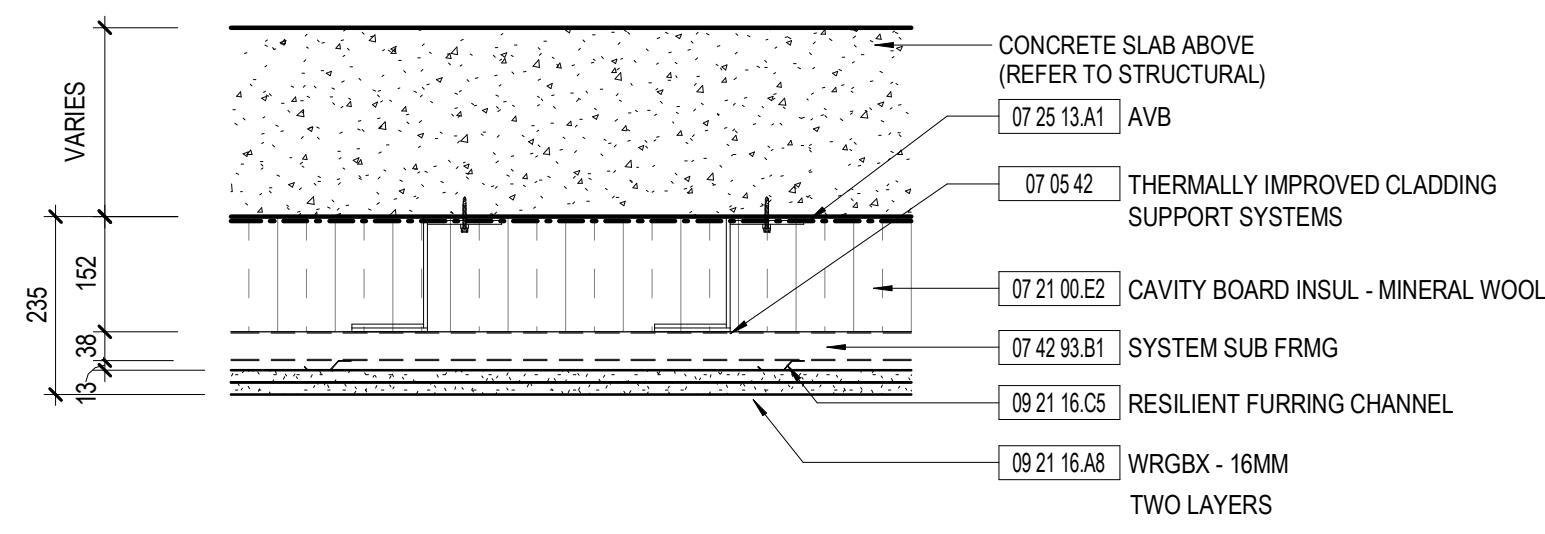 CONCRETE SLAB ABOVE
(REFER TO STRUCTURAL)
07 25 13.A1 AVB
07 05 42 THERMALLY IMPROVED CLADDING
SUPPORT SYSTEMS
07 21 00.E2 CAVITY BOARD INSUL - MINERAL WOOL
07 42 93.B1 SYSTEM SUB FRMG
09 21 16.C5 RESILIENT FURRING CHANNEL
09 21 16.A8 WRGBX - 16MM
TWO LAYERS
VARIES
235
152
38
13